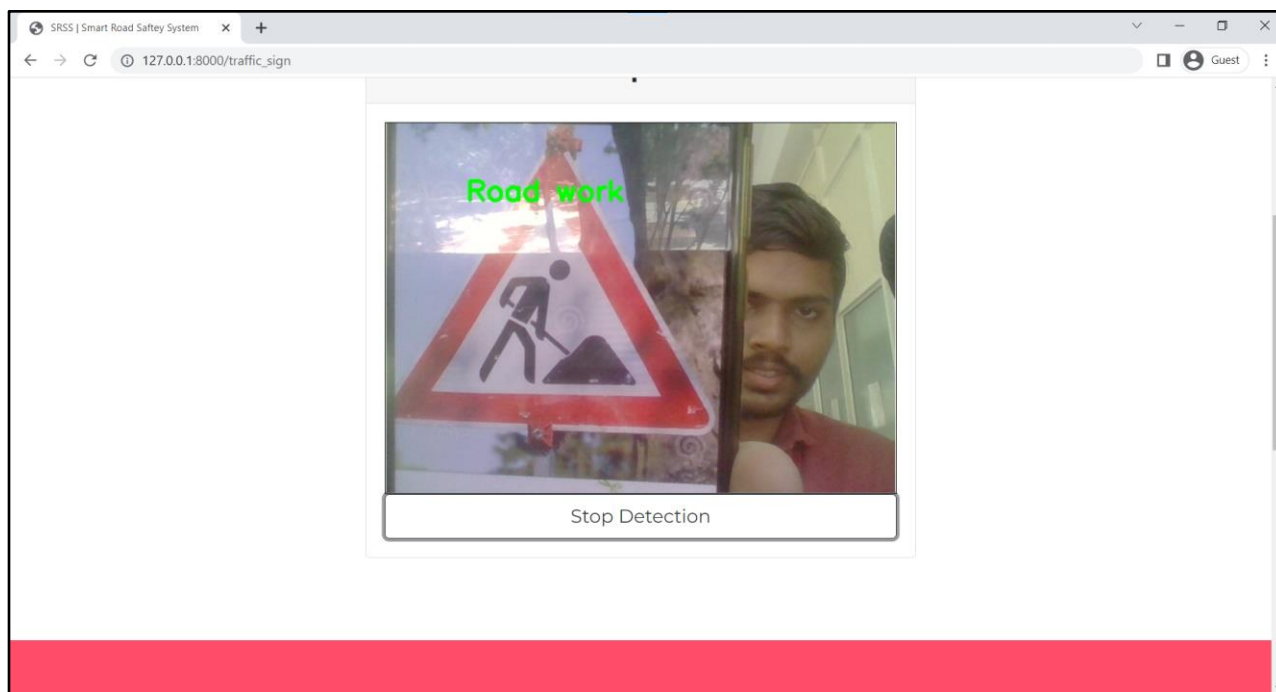 SRSS | Smart Road Saftey System
127.0.0.1:8000/traffic_sign
Guest
Road work
Stop Detection